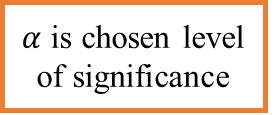 α is chosen level
of significance